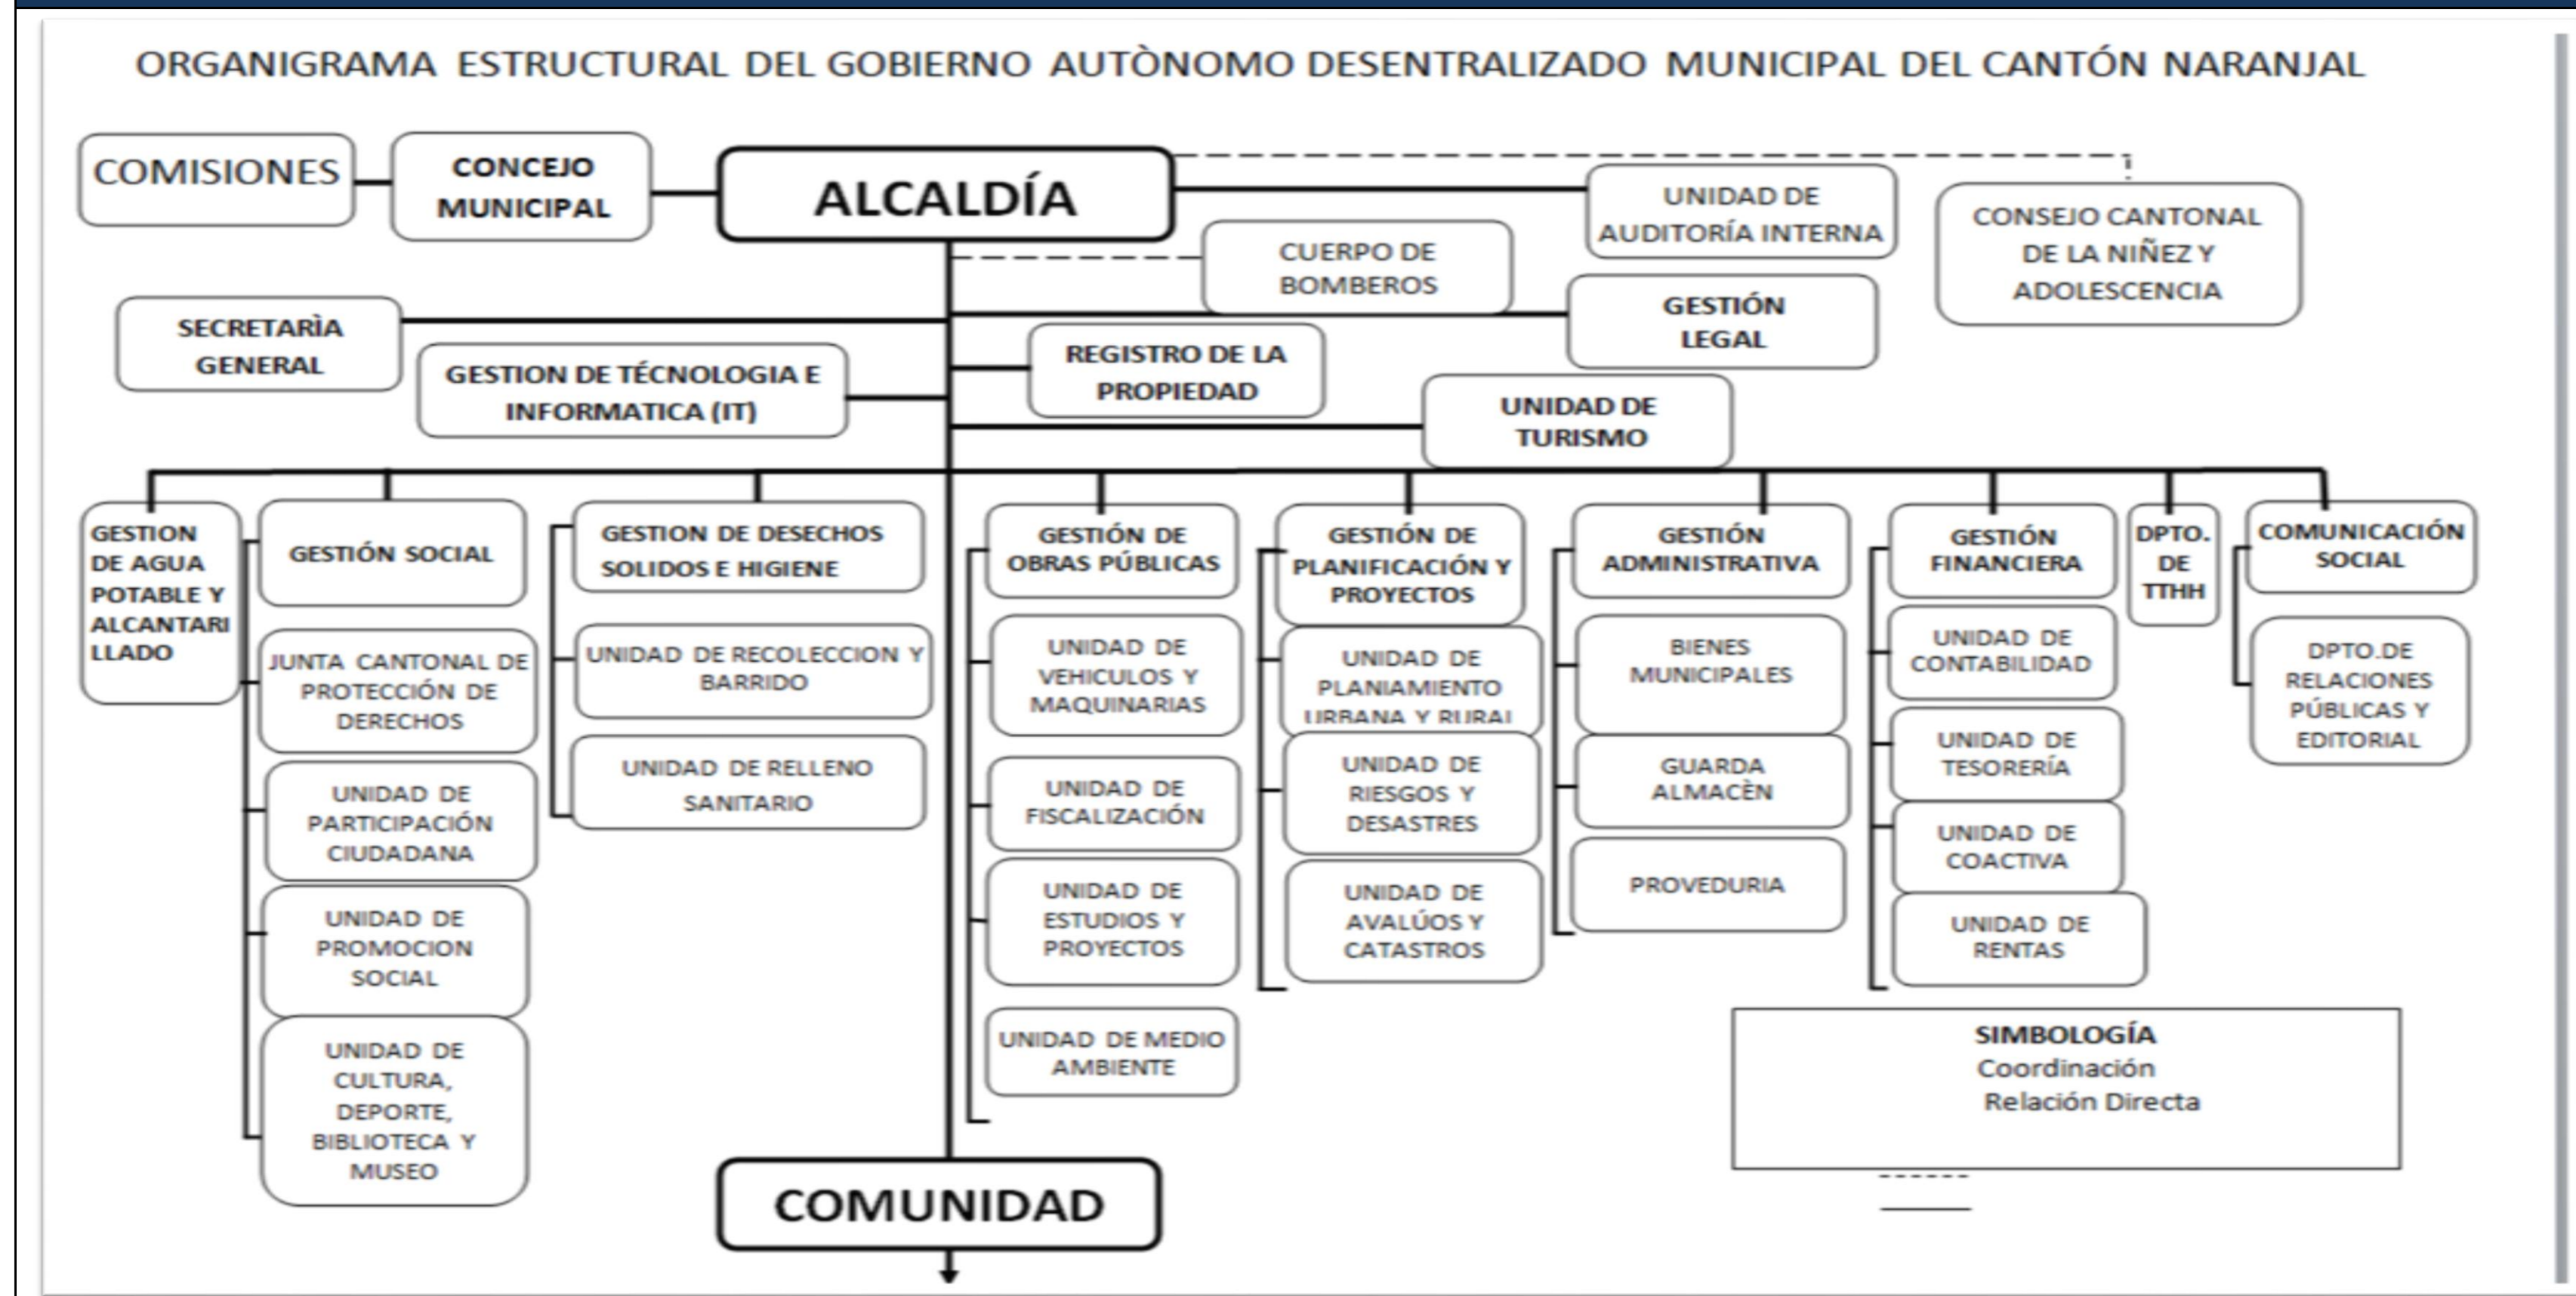 ORGANIGRAMA ESTRUCTURAL DEL GOBIERNO AUTÒNOMO DESENTRALIZADO MUNICIPAL DEL CANTÓN NARANJAL
COMISIONES
CONCEJO
MUNICIPAL
ALCALDÍA
UNIDAD DE
AUDITORÍA INTERNA
CONSEJO CANTONAL
DE LA NIÑEZ Y
ADOLESCENCIA
CUERPO DE
BOMBEROS
GESTIÓN
LEGAL
SECRETARÌA
GENERAL
GESTION DE TÉCNOLOGIA E
INFORMATICA (IT)
REGISTRO DE LA
PROPIEDAD
UNIDAD DE
TURISMO
GESTION
DE AGUA
POTABLE Y
ALCANTARI
LLADO
GESTIÓN SOCIAL
JUNTA CANTONAL DE
PROTECCIÓN DE
DERECHOS
UNIDAD DE
PARTICIPACIÓN
CIUDADANA
UNIDAD DE
PROMOCION
SOCIAL
UNIDAD DE
CULTURA,
DEPORTE,
BIBLIOTECA Y
MUSEO
GESTION DE DESECHOS
SOLIDOS E HIGIENE
UNIDAD DE RECOLECCION Y
BARRIDO
UNIDAD DE RELLENO
SANITARIO
GESTIÓN DE
OBRAS PÚBLICAS
UNIDAD DE
VEHICULOS Y
MAQUINARIAS
UNIDAD DE
FISCALIZACIÓN
UNIDAD DE
ESTUDIOS Y
PROYECTOS
UNIDAD DE MEDIO
AMBIENTE
GESTIÓN DE
PLANIFICACIÓN Y
PROYECTOS
UNIDAD DE
PLANIAMIENTO
URBANA Y RURAL
UNIDAD DE
RIESGOS Y
DESASTRES
UNIDAD DE
AVALÚOS Y
CATASTROS
GESTIÓN
ADMINISTRATIVA
BIENES
MUNICIPALES
GUARDA
ALMACÈN
PROVEDURIA
GESTIÓN
FINANCIERA
UNIDAD DE
CONTABILIDAD
UNIDAD DE
TESORERÍA
UNIDAD DE
COACTIVA
UNIDAD DE
RENTAS
DPTO.
DE
TTHH
COMUNICACIÓN
SOCIAL
DPTO.DE
RELACIONES
PÚBLICAS Y
EDITORIAL
SIMBOLOGÍA
Coordinación
Relación Directa
COMUNIDAD